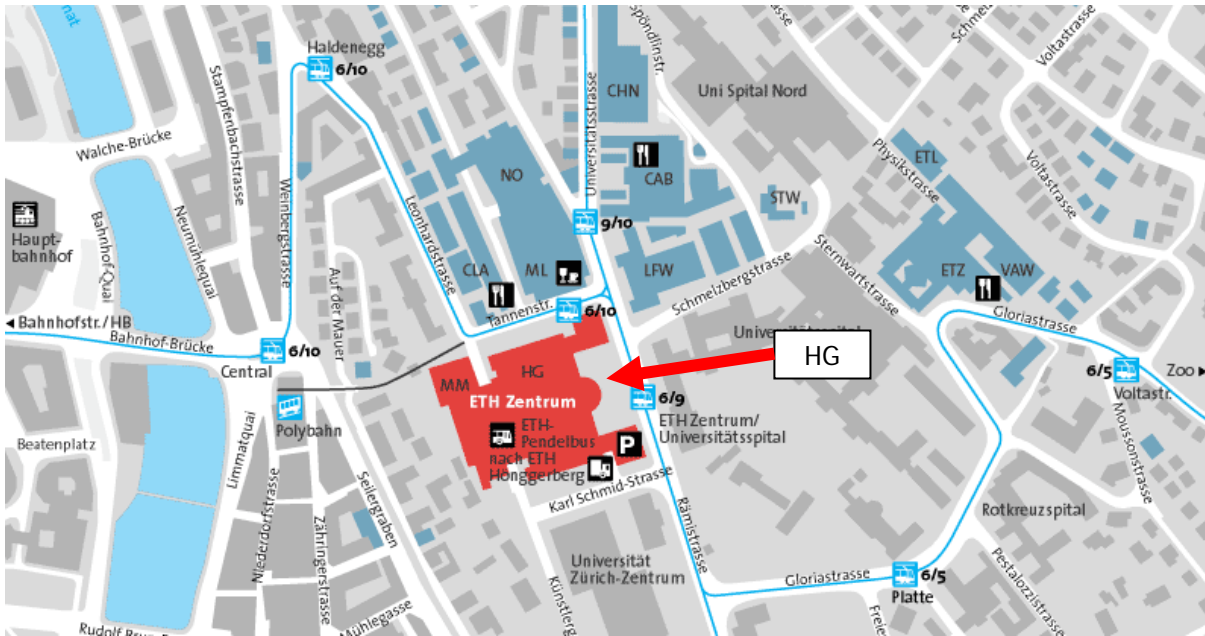 Haldenegg
6/10
Stampfenbachstrasse
Walche-Brücke
Neumühlequai
Bahnhof-Quai
Haupt-
bahnhof
Weinbergstrasse
Leonhardstrasse
Auf der Mauer
Bahnhofstr./HB
Bahnhof-Brücke
Central
6/10
Polybahn
Beatenplatz
Limmatquai
Niederdorfstrasse
Zähringerstrasse
Seilergraben
Mühlegasse
Künstlerg
NO
CLA
ML
Tannenstr.
6/10
Universitätsstrasse
9/10
CHN
CAB
LFW
STW
Spöndlinstr.
Uni Spital Nord
Schmelzbergstrasse
Sternwartstrasse
Physikstrasse
ETL
ETZ
VAW
Voltastrasse
Voltastrasse
Schmelz
Gloriastrasse
6/5
Voltastr.
Zoo
Moussonstrasse
HG
MM
HG
ETH Zentrum
ETH-
Pendelbus
nach ETH
Hönggerberg
P
6/9
ETH Zentrum/
Universitätsspital
Karl Schmid-Strasse
Rämistrasse
Universität
Zürich-Zentrum
Gloriastrasse
6/5
Platte
Rotkreuzspital
Pestalozzistrasse
Freie